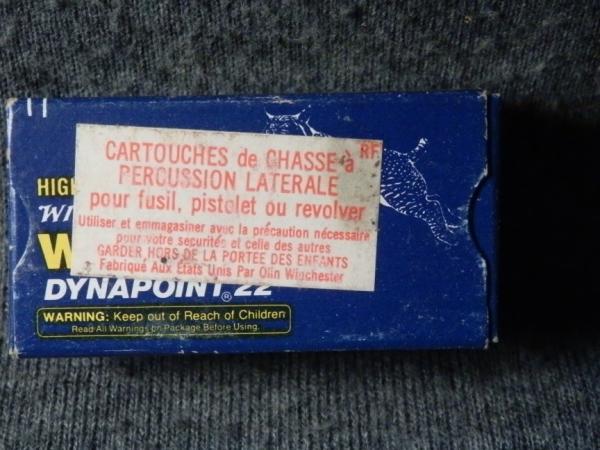 CARTOUCHES de CHASSE à RF
PERCUSSION LATERALE
pour fusil, pistolet ou revolver
Utiliser et emmagasiner avec la précaution nécessaire
pour votre securité et celle des autres
GARDER HORS DE LA PORTEE DES ENFANTS
Fabriqué Aux États Unis Par Olin Winchester
DYNAPOINT® 22
WARNING: Keep out of Reach of Children
Read All Warnings on Package Before Using.